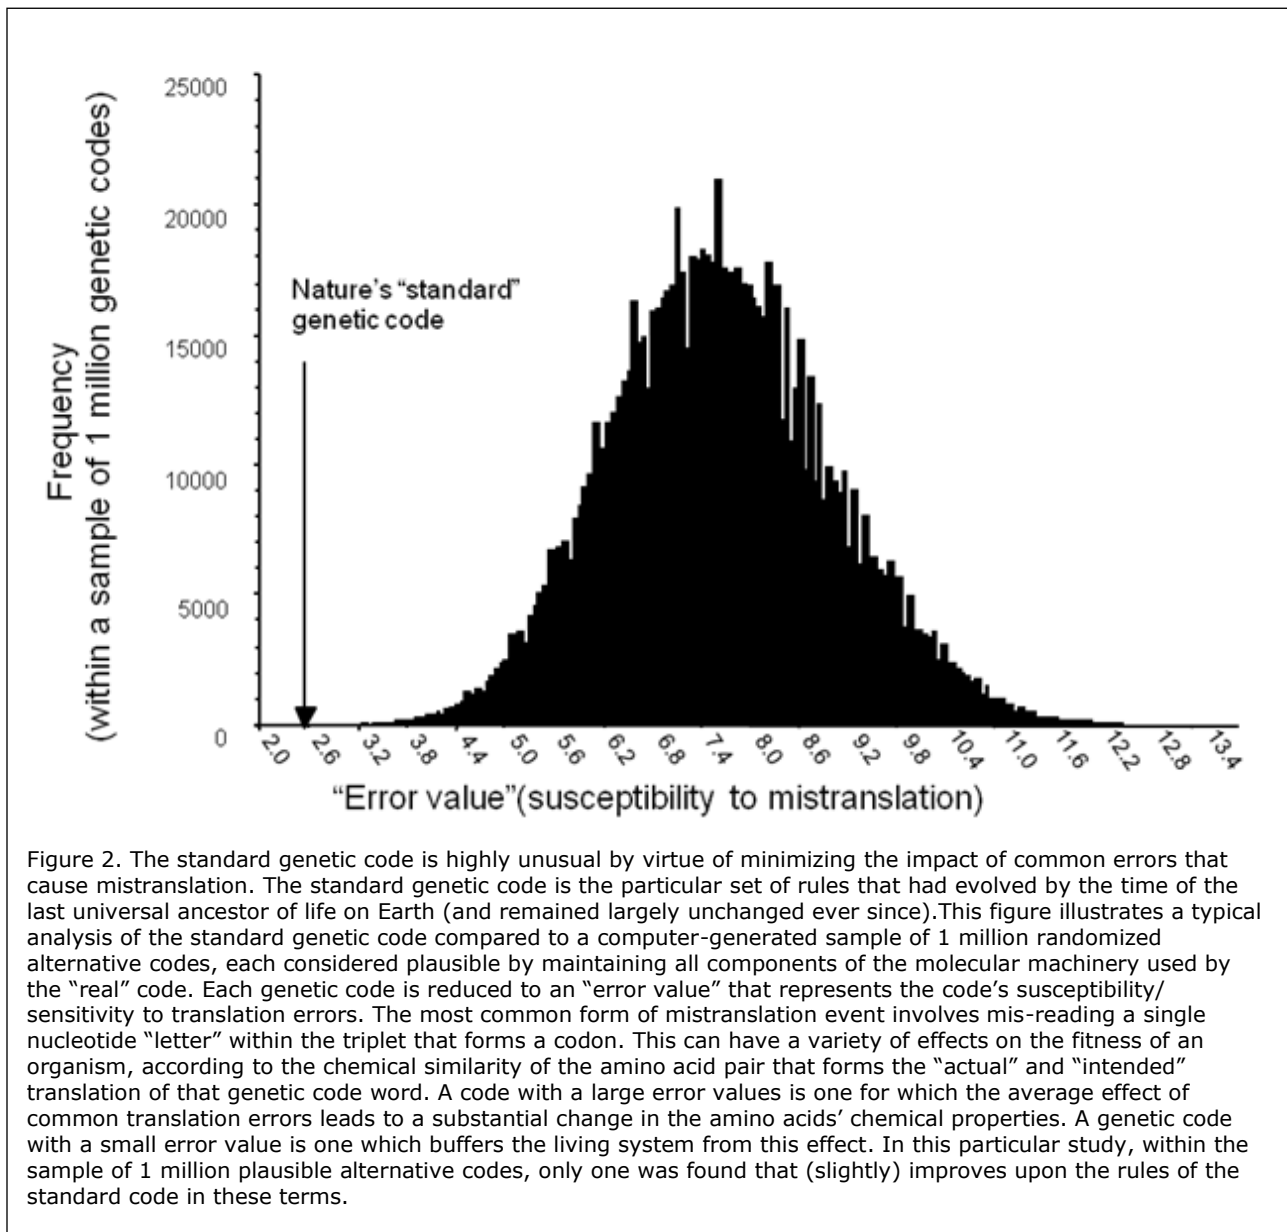 25000
20000
15000
10000
5000
0
Frequency
(within a sample of 1 million genetic codes)
Nature's “standard”
genetic code
2.0 2.6 3.2 3.8 4.4 5.0 5.6 6.2 6.8 7.4 8.0 8.6 9.2 9.8 10.4 11.0 11.6 12.2 12.8 13.4
“Error value”(susceptibility to mistranslation)
Figure 2. The standard genetic code is highly unusual by virtue of minimizing the impact of common errors that
cause mistranslation. The standard genetic code is the particular set of rules that had evolved by the time of the
last universal ancestor of life on Earth (and remained largely unchanged ever since).This figure illustrates a typical
analysis of the standard genetic code compared to a computer-generated sample of 1 million randomized
alternative codes, each considered plausible by maintaining all components of the molecular machinery used by
the “real” code. Each genetic code is reduced to an “error value” that represents the code’s susceptibility/
sensitivity to translation errors. The most common form of mistranslation event involves mis-reading a single
nucleotide “letter” within the triplet that forms a codon. This can have a variety of effects on the fitness of an
organism, according to the chemical similarity of the amino acid pair that forms the “actual” and “intended”
translation of that genetic code word. A code with a large error values is one for which the average effect of
common translation errors leads to a substantial change in the amino acids’ chemical properties. A genetic code
with a small error value is one which buffers the living system from this effect. In this particular study, within the
sample of 1 million plausible alternative codes, only one was found that (slightly) improves upon the rules of the
standard code in these terms.